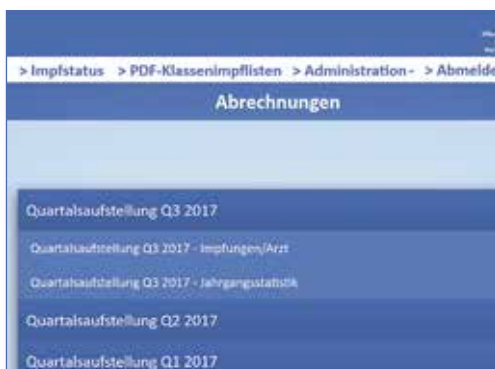 > Impfstatus > PDF-Klassenimpflisten > Administration- > Abmelde
Abrechnungen
Quartalsaufstellung Q3 2017
Quartalsaufstellung Q3 2017 - Impfungen/Arzt
Quartalsaufstellung Q3 2017 - Jahrgangsstatistik
Quartalsaufstellung Q2 2017
Quartalsaufstellung Q1 2017